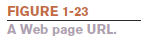 FIGURE 1-23
A Web page URL.